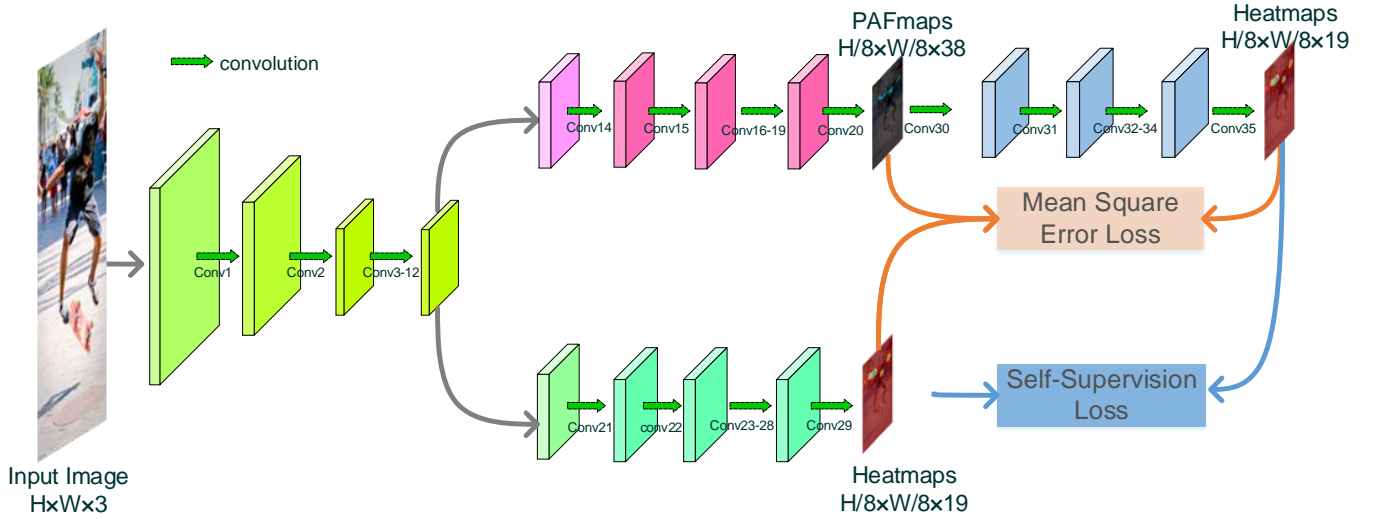 PAFmaps
H/8×W/8×38
Heatmaps
H/8×W/8×19
convolution
Conv14
Conv15
Conv16-19
Conv20
Conv30
Conv31
Conv32-34
Conv35
Mean Square
Error Loss
Conv1
Conv2
Conv3-12
Self-Supervision
Loss
Conv21
conv22
Conv23-28
Conv29
Input Image
H×W×3
Heatmaps
H/8×W/8×19